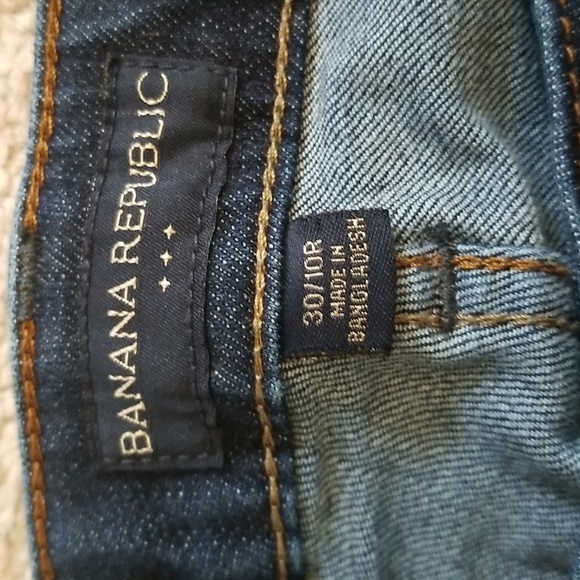 BANANA REPUBLIC
30/10R
MADE IN
BANGLADESH